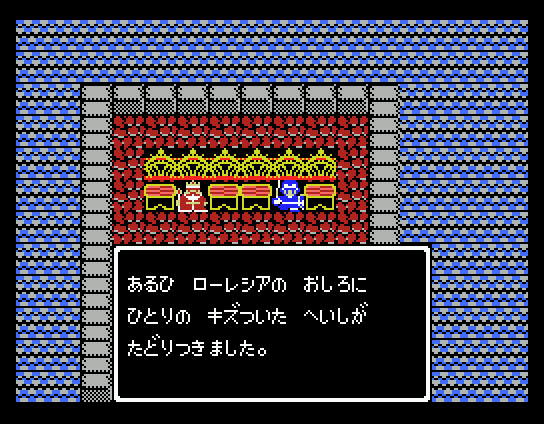 あるひ　ローレシアの　おしろに
ひとりの　キズついた　へいしが
たどりつきました。